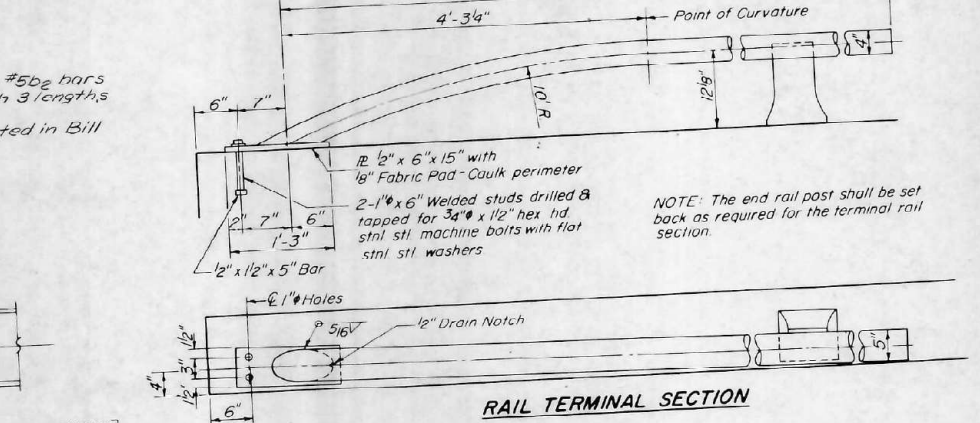 4'-3¾"
Point of Curvature
4"
#5b2 bars
3 lengths
ted in Bill
6" 7"
10' R
12⅛"
℄ ½" x 6" x 15" with
⅛" Fabric Pad - Caulk perimeter
2-1"φ x 6" Welded studs drilled &
tapped for ¾"φ x 1½" hex hd.
stnl. stl. machine bolts with flat
stnl. stl. washers
NOTE: The end rail post shall be set
back as required for the terminal rail
section.
2" 7" 6"
1'-3"
½" x 1½" x 5" Bar
℄ 1"φ Holes
5/16
½" Drain Notch
1½"
3"
4"
1½"
6"
5"
RAIL TERMINAL SECTION